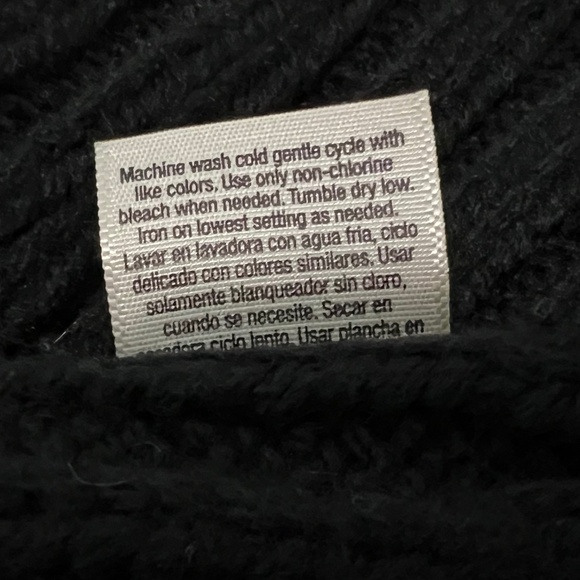 Machine wash cold gentle cycle with
like colors. Use only non-chlorine
bleach when needed. Tumble dry low.
Iron on lowest setting as needed.
Lavar en lavadora con agua fria, ciclo
delicado con colores similares. Usar
solamente blanqueador sin cloro,
cuando se necesite. Secar en
ciclo lento. Usar plancha en